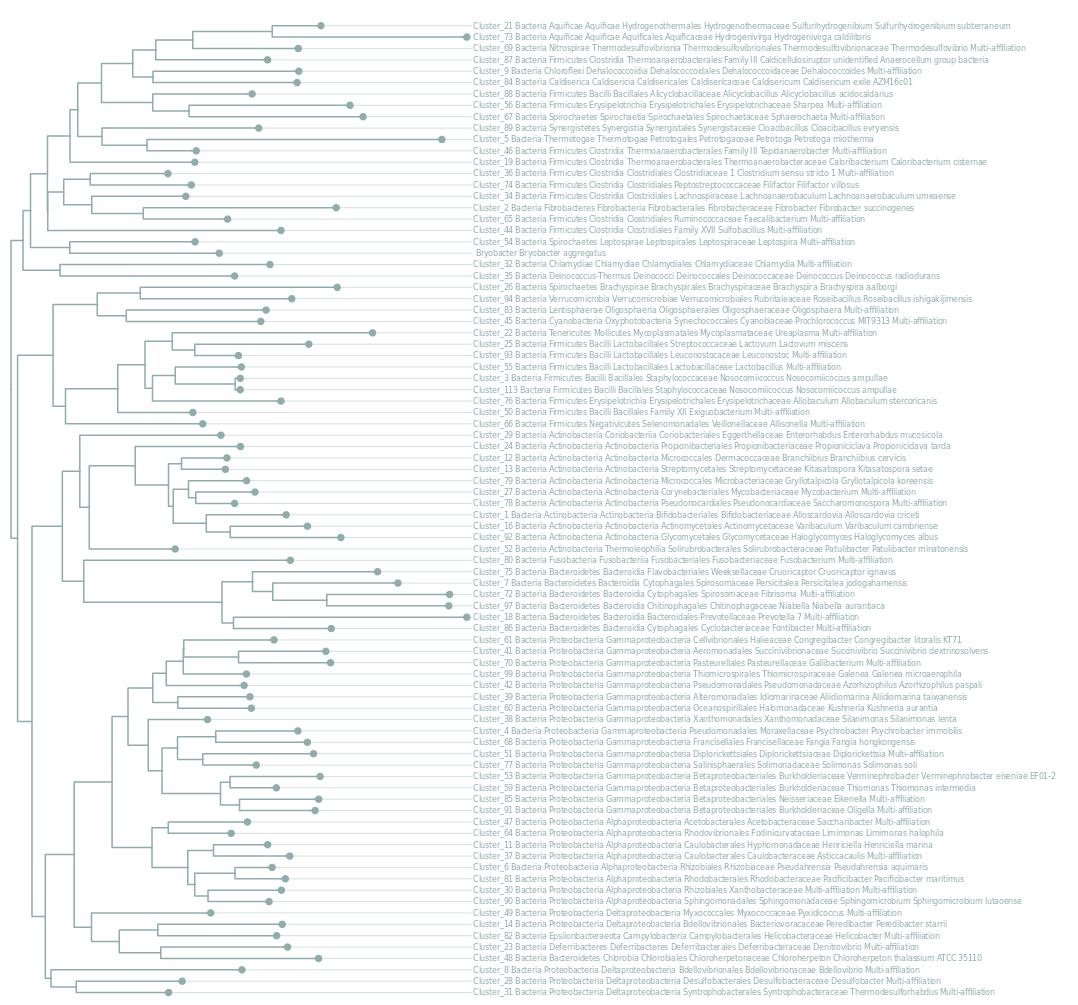 Cluster_21 Bacteria Aquificae Aquificae Hydrogenothermales Hydrogenothermaceae Sulfurihydrogenibium Sulfurihydrogenibium subterraneum
Cluster_73 Bacteria Aquificae Aquificae Aquificales Aquificaceae Hydrogenivirga Hydrogenivirga caldilitoris
Cluster_69 Bacteria Nitrospirae Thermodesulfovibrionia Thermodesulfovibrionales Thermodesulfovibrionaceae Thermodesulfovibrio Multi-affiliation
Cluster_87 Bacteria Firmicutes Clostridia Thermoanaerobacterales Family III Caldicellulosiruptor unidentified Anaerocellum group bacteria
Cluster_9 Bacteria Chloroflexi Dehalococcoidia Dehalococcoidales Dehalococcoidaceae Dehalococcoides Multi-affiliation
Cluster_84 Bacteria Caldiserica Caldisericia Caldisericales Caldisericaceae Caldisericum Caldisericum exile AZM16c01
Cluster_88 Bacteria Firmicutes Bacilli Bacillales Alicyclobacillaceae Alicyclobacillus Alicyclobacillus acidocaldarius
Cluster_56 Bacteria Firmicutes Erysipelotrichia Erysipelotrichales Erysipelotrichaceae Sharpea Multi-affiliation
Cluster_67 Bacteria Spirochaetes Spirochaetia Spirochaetales Spirochaetaceae Sphaerochaeta Multi-affiliation
Cluster_89 Bacteria Synergistetes Synergistia Synergistales Synergistaceae Cloacibacillus Cloacibacillus evryensis
Cluster_5 Bacteria Thermotogae Thermotogae Petrotogales Petrotogaceae Petrotoga Petrotoga miotherma
Cluster_46 Bacteria Firmicutes Clostridia Thermoanaerobacterales Family III Tepidanaerobacter Multi-affiliation
Cluster_19 Bacteria Firmicutes Clostridia Thermoanaerobacterales Thermoanaerobacteraceae Caloribacterium Caloribacterium cisternae
Cluster_36 Bacteria Firmicutes Clostridia Clostridiales Clostridiaceae 1 Clostridium sensu stricto 1 Multi-affiliation
Cluster_74 Bacteria Firmicutes Clostridia Clostridiales Peptostreptococcaceae Filifactor Filifactor villosus
Cluster_34 Bacteria Firmicutes Clostridia Clostridiales Lachnospiraceae Lachnoanaerobaculum Lachnoanaerobaculum umeaense
Cluster_2 Bacteria Fibrobacteres Fibrobacteria Fibrobacterales Fibrobacteraceae Fibrobacter Fibrobacter succinogenes
Cluster_65 Bacteria Firmicutes Clostridia Clostridiales Ruminococcaceae Faecalibacterium Multi-affiliation
Cluster_44 Bacteria Firmicutes Clostridia Clostridiales Family XVII Sulfobacillus Multi-affiliation
Cluster_54 Bacteria Spirochaetes Leptospirae Leptospirales Leptospiraceae Leptospira Multi-affiliation
Bryobacter Bryobacter aggregatus
Cluster_32 Bacteria Chlamydiae Chlamydiae Chlamydiales Chlamydiaceae Chlamydia Multi-affiliation
Cluster_35 Bacteria Deinococcus-Thermus Deinococci Deinococcales Deinococcaceae Deinococcus Deinococcus radiodurans
Cluster_26 Bacteria Spirochaetes Brachyspirae Brachyspirales Brachyspiraceae Brachyspira Brachyspira aalborgi
Cluster_94 Bacteria Verrucomicrobia Verrucomicrobiae Verrucomicrobiales Rubritaleaceae Roseibacillus Roseibacillus ishigakijimensis
Cluster_83 Bacteria Lentisphaerae Oligosphaeria Oligosphaerales Oligosphaeraceae Oligosphaera Multi-affiliation
Cluster_45 Bacteria Cyanobacteria Oxyphotobacteria Synechococcales Cyanobiaceae Prochlorococcus MIT9313 Multi-affiliation
Cluster_22 Bacteria Tenericutes Mollicutes Mycoplasmatales Mycoplasmataceae Ureaplasma Multi-affiliation
Cluster_25 Bacteria Firmicutes Bacilli Lactobacillales Streptococcaceae Lactovum Lactovum miscens
Cluster_93 Bacteria Firmicutes Bacilli Lactobacillales Leuconostocaceae Leuconostoc Multi-affiliation
Cluster_55 Bacteria Firmicutes Bacilli Lactobacillales Lactobacillaceae Lactobacillus Multi-affiliation
Cluster_3 Bacteria Firmicutes Bacilli Bacillales Staphylococcaceae Nosocomiicoccus Nosocomiicoccus ampullae
Cluster_113 Bacteria Firmicutes Bacilli Bacillales Staphylococcaceae Nosocomiicoccus Nosocomiicoccus ampullae
Cluster_76 Bacteria Firmicutes Erysipelotrichia Erysipelotrichales Erysipelotrichaceae Allobaculum Allobaculum stercoricanis
Cluster_50 Bacteria Firmicutes Bacilli Bacillales Family XII Exiguobacterium Multi-affiliation
Cluster_66 Bacteria Firmicutes Negativicutes Selenomonadales Veillonellaceae Allisonella Multi-affiliation
Cluster_29 Bacteria Actinobacteria Coriobacteriia Coriobacteriales Eggerthellaceae Enterorhabdus Enterorhabdus mucosicola
Cluster_24 Bacteria Actinobacteria Actinobacteria Propionibacteriales Propionibacteriaceae Propioniciclava Propioniciclava tarda
Cluster_12 Bacteria Actinobacteria Actinobacteria Micrococcales Dermacoccaceae Branchiibius Branchiibius cervicis
Cluster_13 Bacteria Actinobacteria Actinobacteria Streptomycetales Streptomycetaceae Kitasatospora Kitasatospora setae
Cluster_79 Bacteria Actinobacteria Actinobacteria Micrococcales Microbacteriaceae Gryllotalpicola Gryllotalpicola koreensis
Cluster_27 Bacteria Actinobacteria Actinobacteria Corynebacteriales Mycobacteriaceae Mycobacterium Multi-affiliation
Cluster_78 Bacteria Actinobacteria Actinobacteria Pseudonocardiales Pseudonocardiaceae Saccharomonospora Multi-affiliation
Cluster_1 Bacteria Actinobacteria Actinobacteria Bifidobacteriales Bifidobacteriaceae Alloscardovia Alloscardovia criceti
Cluster_16 Bacteria Actinobacteria Actinobacteria Actinomycetales Actinomycetaceae Varibaculum Varibaculum cambriense
Cluster_92 Bacteria Actinobacteria Actinobacteria Glycomycetales Glycomycetaceae Haloglycomyces Haloglycomyces albus
Cluster_52 Bacteria Actinobacteria Thermoleophilia Solirubrobacterales Solirubrobacteraceae Patulibacter Patulibacter minatonensis
Cluster_80 Bacteria Fusobacteria Fusobacteriia Fusobacteriales Fusobacteriaceae Fusobacterium Multi-affiliation
Cluster_75 Bacteria Bacteroidetes Bacteroidia Flavobacteriales Weeksellaceae Cruoricaptor Cruoricaptor ignavus
Cluster_7 Bacteria Bacteroidetes Bacteroidia Cytophagales Spirosomaceae Persicitalea Persicitalea jodogahamensis
Cluster_72 Bacteria Bacteroidetes Bacteroidia Cytophagales Spirosomaceae Fibrisoma Multi-affiliation
Cluster_97 Bacteria Bacteroidetes Bacteroidia Chitinophagales Chitinophagaceae Niabella Niabella aurantiaca
Cluster_18 Bacteria Bacteroidetes Bacteroidia Bacteroidales Prevotellaceae Prevotella 7 Multi-affiliation
Cluster_86 Bacteria Bacteroidetes Bacteroidia Cytophagales Cyclobacteriaceae Fontibacter Multi-affiliation
Cluster_61 Bacteria Proteobacteria Gammaproteobacteria Cellvibrionales Halieaceae Congregibacter Congregibacter litoralis KT71
Cluster_41 Bacteria Proteobacteria Gammaproteobacteria Aeromonadales Succinivibrionaceae Succinivibrio Succinivibrio dextrinosolvens
Cluster_70 Bacteria Proteobacteria Gammaproteobacteria Pasteurellales Pasteurellaceae Gallibacterium Multi-affiliation
Cluster_99 Bacteria Proteobacteria Gammaproteobacteria Thiomicrospirales Thiomicrospiraceae Galenea Galenea microaerophila
Cluster_42 Bacteria Proteobacteria Gammaproteobacteria Pseudomonadales Pseudomonadaceae Azorhizophilus Azorhizophilus paspali
Cluster_39 Bacteria Proteobacteria Gammaproteobacteria Alteromonadales Idiomarinaceae Aliidiomarina Aliidiomarina taiwanensis
Cluster_60 Bacteria Proteobacteria Gammaproteobacteria Oceanospirillales Halomonadaceae Kushneria Kushneria aurantia
Cluster_38 Bacteria Proteobacteria Gammaproteobacteria Xanthomonadales Xanthomonadaceae Silanimonas Silanimonas lenta
Cluster_4 Bacteria Proteobacteria Gammaproteobacteria Pseudomonadales Moraxellaceae Psychrobacter Psychrobacter immobilis
Cluster_68 Bacteria Proteobacteria Gammaproteobacteria Francisellales Francisellaceae Fangia Fangia hongkongensis
Cluster_51 Bacteria Proteobacteria Gammaproteobacteria Diplorickettsiales Diplorickettsiaceae Diplorickettsia Multi-affiliation
Cluster_77 Bacteria Proteobacteria Gammaproteobacteria Salinisphaerales Solimonadaceae Solimonas Solimonas soli
Cluster_53 Bacteria Proteobacteria Gammaproteobacteria Betaproteobacteriales Burkholderiaceae Verminephrobacter Verminephrobacter eiseniae EF01-2
Cluster_59 Bacteria Proteobacteria Gammaproteobacteria Betaproteobacteriales Burkholderiaceae Thiomonas Thiomonas intermedia
Cluster_85 Bacteria Proteobacteria Gammaproteobacteria Betaproteobacteriales Neisseriaceae Eikenella Multi-affiliation
Cluster_91 Bacteria Proteobacteria Gammaproteobacteria Betaproteobacteriales Burkholderiaceae Oligella Multi-affiliation
Cluster_47 Bacteria Proteobacteria Alphaproteobacteria Acetobacterales Acetobacteraceae Saccharibacter Multi-affiliation
Cluster_64 Bacteria Proteobacteria Alphaproteobacteria Rhodovibrionales Fodinicurvataceae Limimonas Limimonas halophila
Cluster_11 Bacteria Proteobacteria Alphaproteobacteria Caulobacterales Hyphomonadaceae Henriciella Henriciella marina
Cluster_37 Bacteria Proteobacteria Alphaproteobacteria Caulobacterales Caulobacteraceae Asticcacaulis Multi-affiliation
Cluster_6 Bacteria Proteobacteria Alphaproteobacteria Rhizobiales Rhizobiaceae Pseudahrensia Pseudahrensia aquimaris
Cluster_81 Bacteria Proteobacteria Alphaproteobacteria Rhodobacterales Rhodobacteraceae Pacificibacter Pacificibacter maritimus
Cluster_30 Bacteria Proteobacteria Alphaproteobacteria Rhizobiales Xanthobacteraceae Multi-affiliation Multi-affiliation
Cluster_90 Bacteria Proteobacteria Alphaproteobacteria Sphingomonadales Sphingomonadaceae Sphingomicrobium Sphingomicrobium lutaoense
Cluster_49 Bacteria Proteobacteria Deltaproteobacteria Myxococcales Myxococcaceae Pyxidicoccus Multi-affiliation
Cluster_14 Bacteria Proteobacteria Deltaproteobacteria Bdellovibrionales Bacteriovoracaceae Peredibacter Peredibacter starrii
Cluster_82 Bacteria Epsilonbacteraeota Campylobacteria Campylobacterales Helicobacteraceae Helicobacter Multi-affiliation
Cluster_23 Bacteria Deferribacteres Deferribacteres Deferribacterales Deferribacteraceae Denitrovibrio Multi-affiliation
Cluster_48 Bacteria Bacteroidetes Chlorobia Chlorobiales Chloroherpetonaceae Chloroherpeton Chloroherpeton thalassium ATCC 35110
Cluster_8 Bacteria Proteobacteria Deltaproteobacteria Bdellovibrionales Bdellovibrionaceae Bdellovibrio Multi-affiliation
Cluster_28 Bacteria Proteobacteria Deltaproteobacteria Desulfobacterales Desulfobacteraceae Desulfobacter Multi-affiliation
Cluster_31 Bacteria Proteobacteria Deltaproteobacteria Syntrophobacterales Syntrophobacteraceae Thermodesulforhabdus Multi-affiliation